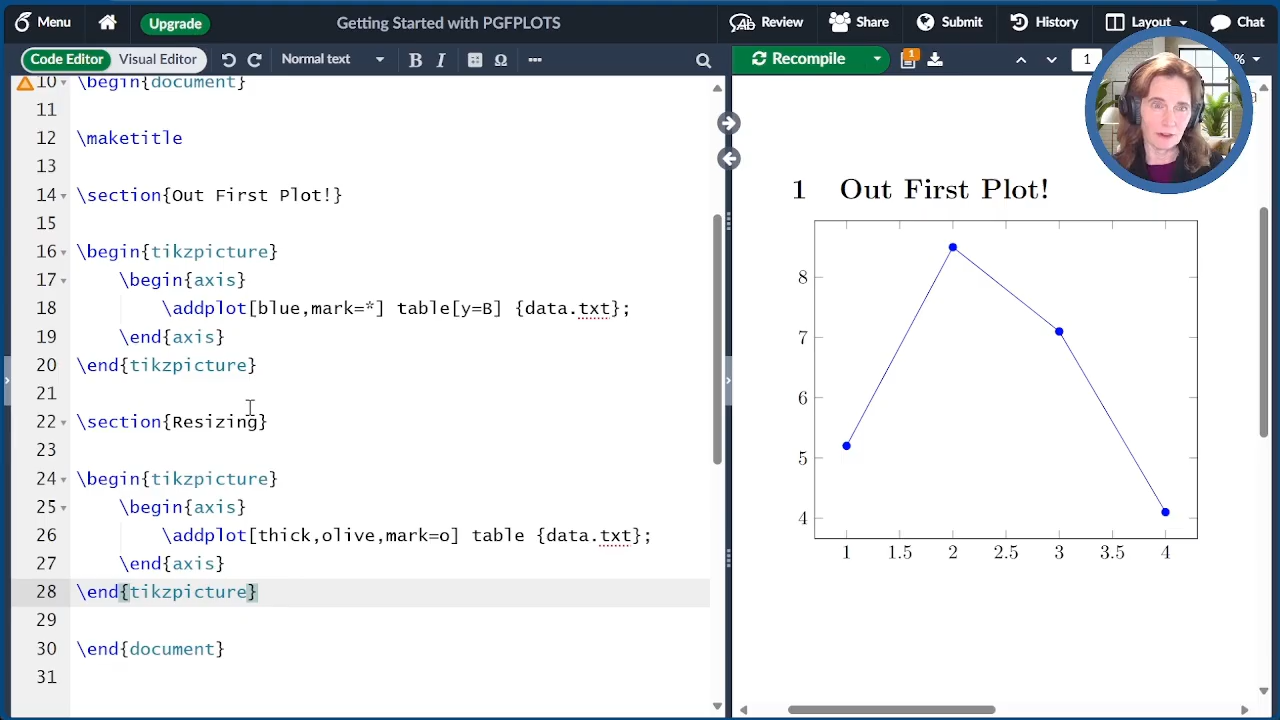 Menu Upgrade Getting Started with PGFPLOTS Review Share Submit History Layout Chat
Code Editor Visual Editor Normal text B I Ω Recompile 1 1 %
10 \begin{document}
11
12 \maketitle
13
14 \section{Out First Plot!}
15
16 \begin{tikzpicture}
17 \begin{axis}
18 \addplot[blue,mark=*] table[y=B] {data.txt};
19 \end{axis}
20 \end{tikzpicture}
21
22 \section{Resizing}
23
24 \begin{tikzpicture}
25 \begin{axis}
26 \addplot[thick,olive,mark=o] table {data.txt};
27 \end{axis}
28 \end{tikzpicture}
29
30 \end{document}
31
1 Out First Plot!
8
7
6
5
4
1 1.5 2 2.5 3 3.5 4